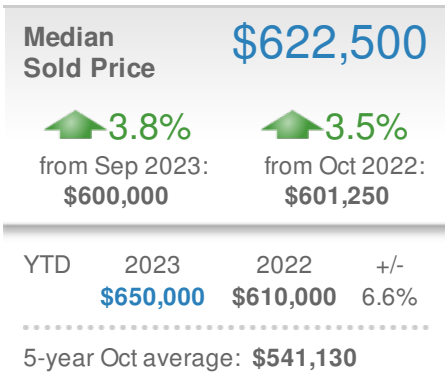 Median $622,500
Sold Price
3.8% 3.5%
from Sep 2023: from Oct 2022:
$600,000 $601,250
YTD 2023 2022 +/-
$650,000 $610,000 6.6%
5-year Oct average: $541,130